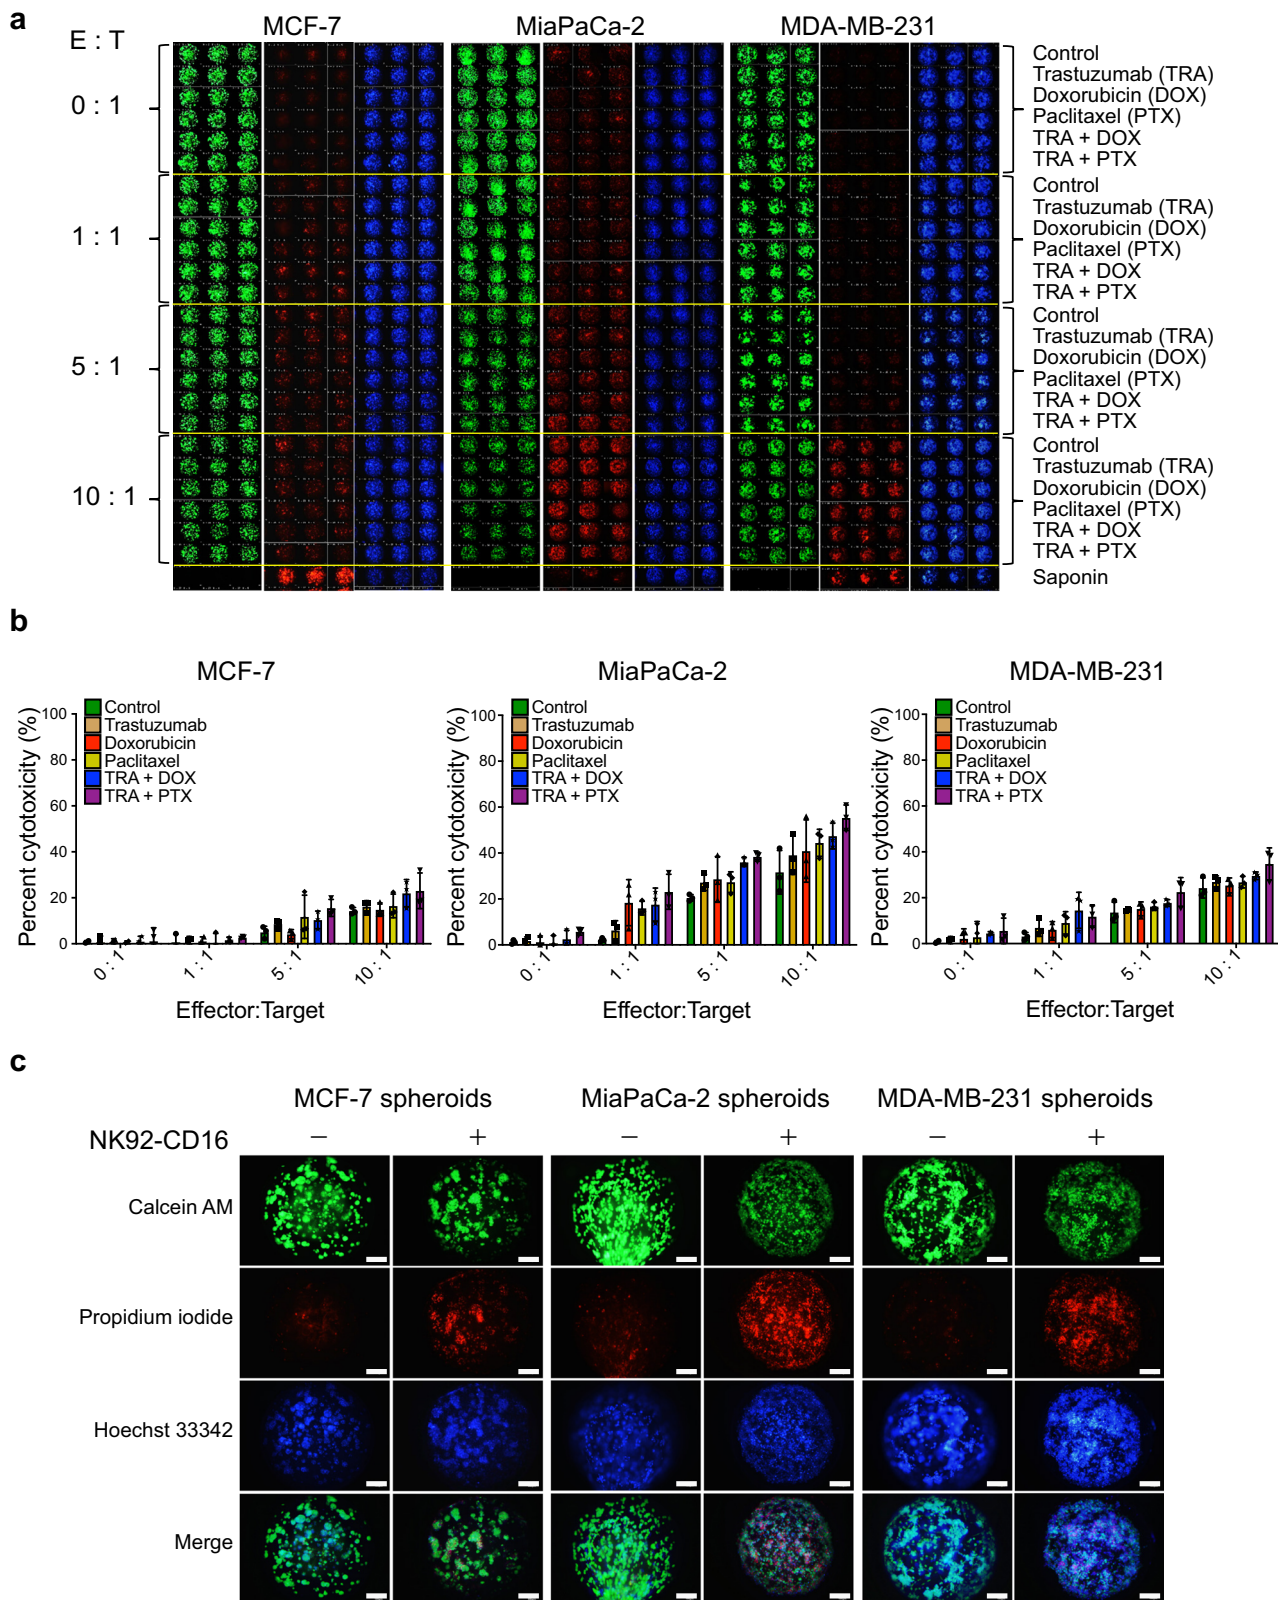 a
MCF-7 MiaPaCa-2 MDA-MB-231
E : T
0 : 1
Control
Trastuzumab (TRA)
Doxorubicin (DOX)
Paclitaxel (PTX)
TRA + DOX
TRA + PTX
1 : 1
Control
Trastuzumab (TRA)
Doxorubicin (DOX)
Paclitaxel (PTX)
TRA + DOX
TRA + PTX
5 : 1
Control
Trastuzumab (TRA)
Doxorubicin (DOX)
Paclitaxel (PTX)
TRA + DOX
TRA + PTX
10 : 1
Control
Trastuzumab (TRA)
Doxorubicin (DOX)
Paclitaxel (PTX)
TRA + DOX
TRA + PTX
Saponin
b
MCF-7
Percent cytotoxicity (%)
100
80
60
40
20
0
Control
Trastuzumab
Doxorubicin
Paclitaxel
TRA + DOX
TRA + PTX
0 : 1 1 : 1 5 : 1 10 : 1
Effector:Target
MiaPaCa-2
Percent cytotoxicity (%)
100
80
60
40
20
0
Control
Trastuzumab
Doxorubicin
Paclitaxel
TRA + DOX
TRA + PTX
0 : 1 1 : 1 5 : 1 10 : 1
Effector:Target
MDA-MB-231
Percent cytotoxicity (%)
100
80
60
40
20
0
Control
Trastuzumab
Doxorubicin
Paclitaxel
TRA + DOX
TRA + PTX
0 : 1 1 : 1 5 : 1 10 : 1
Effector:Target
c
MCF-7 spheroids MiaPaCa-2 spheroids MDA-MB-231 spheroids
NK92-CD16 − + − + − +
Calcein AM
Propidium iodide
Hoechst 33342
Merge